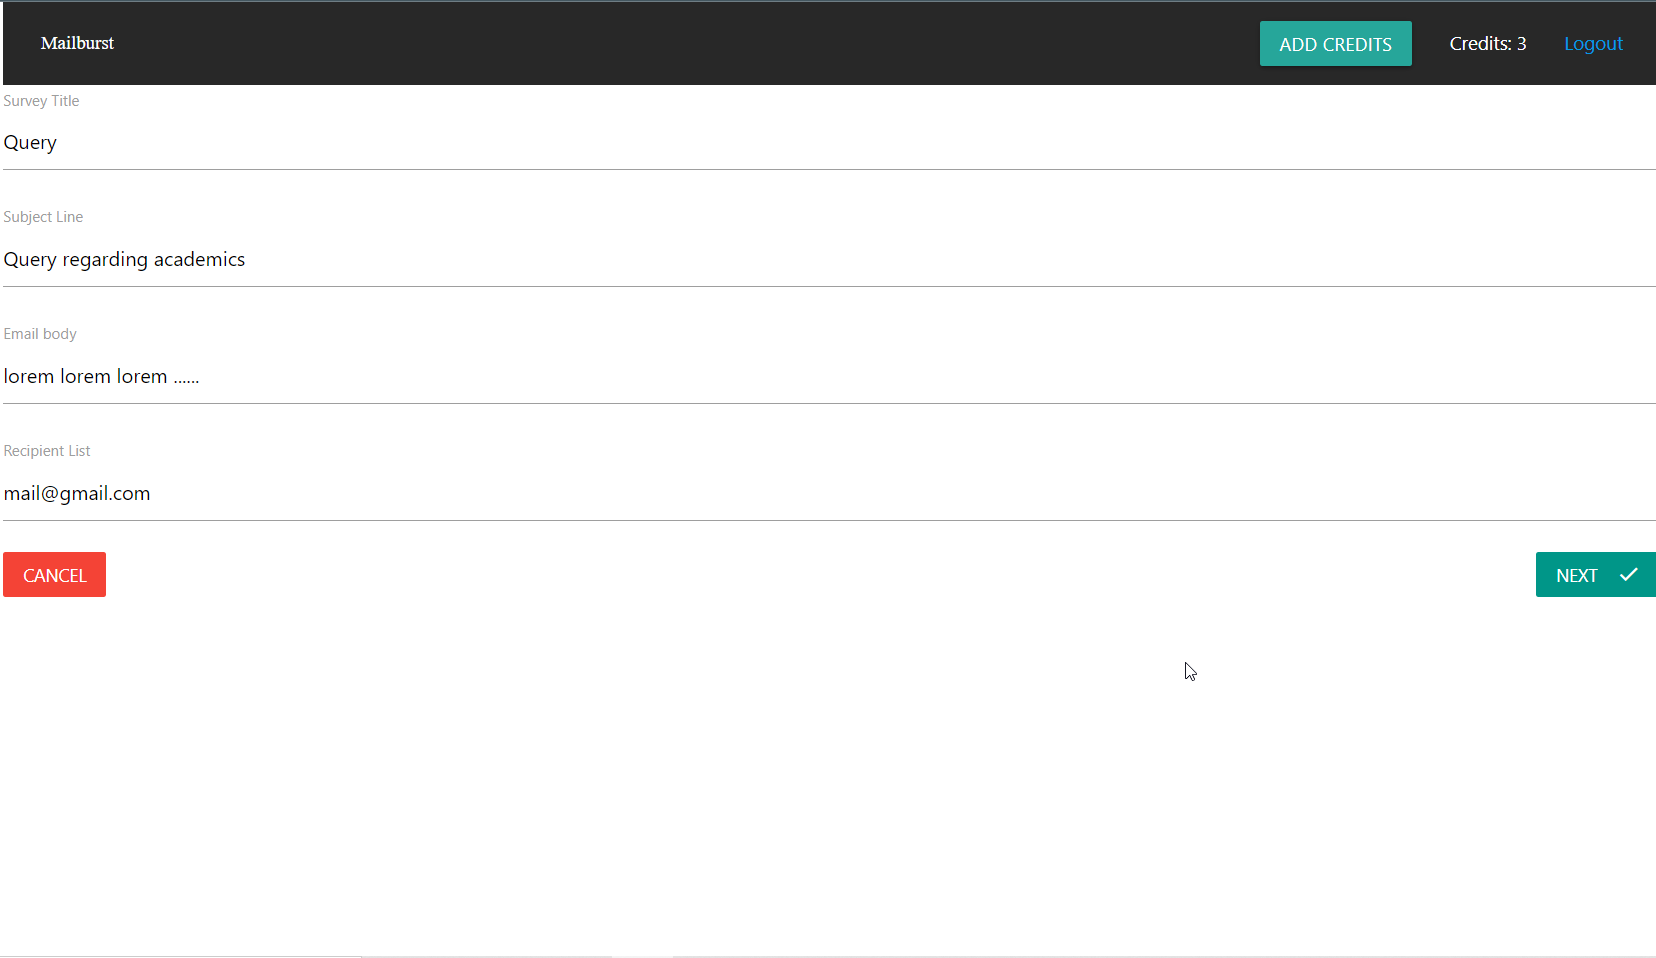 Mailburst ADD CREDITS Credits: 3 Logout
Survey Title
Query
Subject Line
Query regarding academics
Email body
lorem lorem lorem ......
Recipient List
mail@gmail.com
CANCEL NEXT